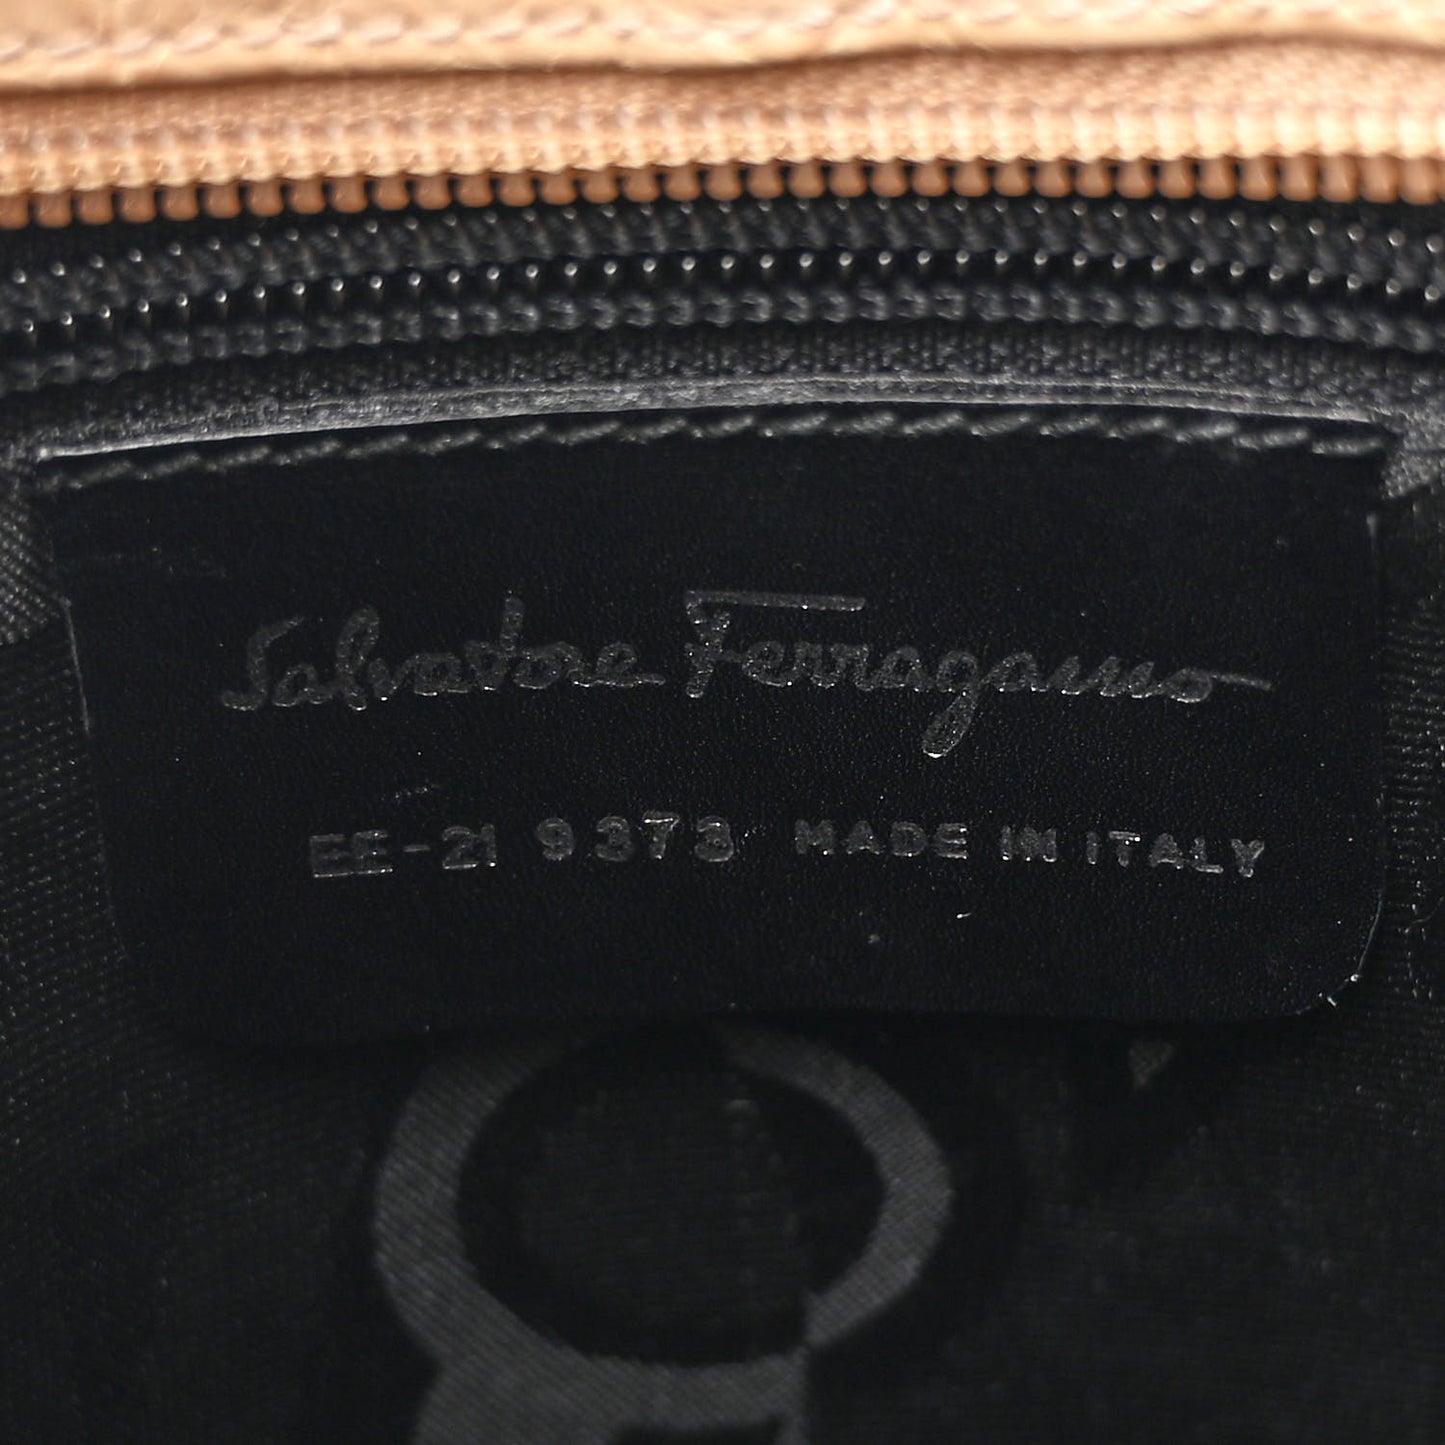 Salvatore Ferragamo
EE-21 9373 MADE IN ITALY